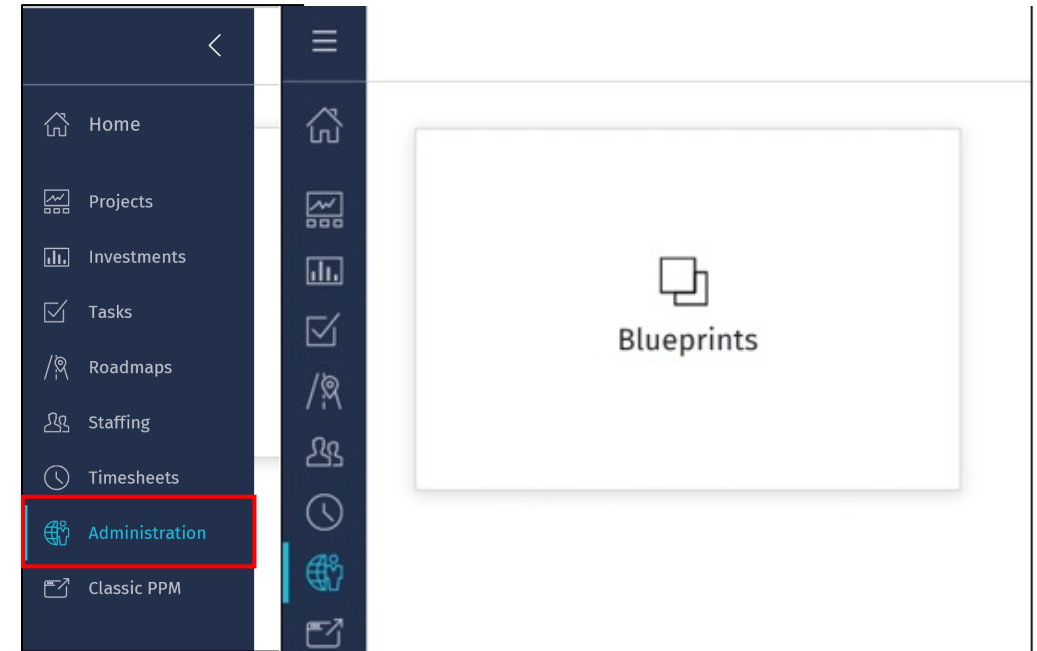 Home
Projects
Investments
Tasks
Roadmaps
Staffing
Timesheets
Administration
Classic PPM
Blueprints